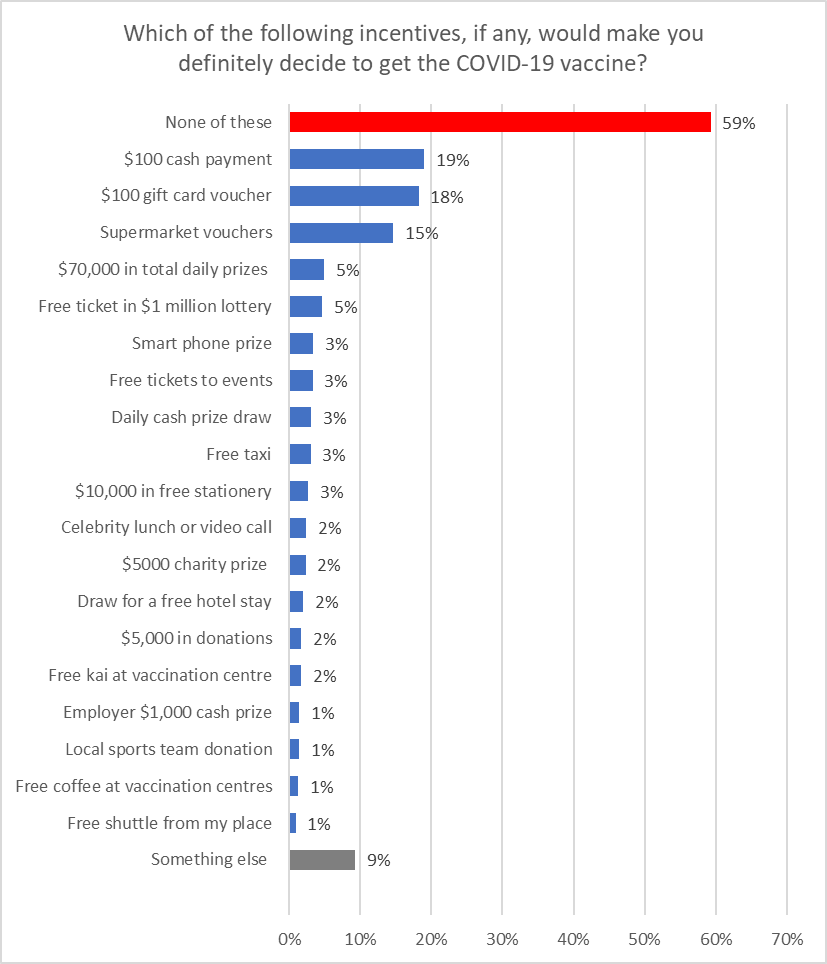 Which of the following incentives, if any, would make you
definitely decide to get the COVID-19 vaccine?
None of these 59%
$100 cash payment 19%
$100 gift card voucher 18%
Supermarket vouchers 15%
$70,000 in total daily prizes 5%
Free ticket in $1 million lottery 5%
Smart phone prize 3%
Free tickets to events 3%
Daily cash prize draw 3%
Free taxi 3%
$10,000 in free stationery 3%
Celebrity lunch or video call 2%
$5000 charity prize 2%
Draw for a free hotel stay 2%
$5,000 in donations 2%
Free kai at vaccination centre 2%
Employer $1,000 cash prize 1%
Local sports team donation 1%
Free coffee at vaccination centres 1%
Free shuttle from my place 1%
Something else 9%
0% 10% 20% 30% 40% 50% 60% 70%